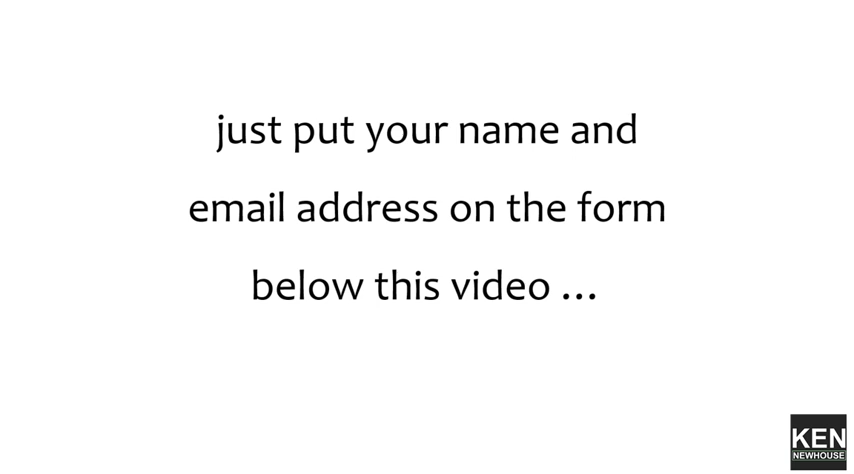 just put your name and
email address on the form
below this video ...
KEN
NEWHOUSE